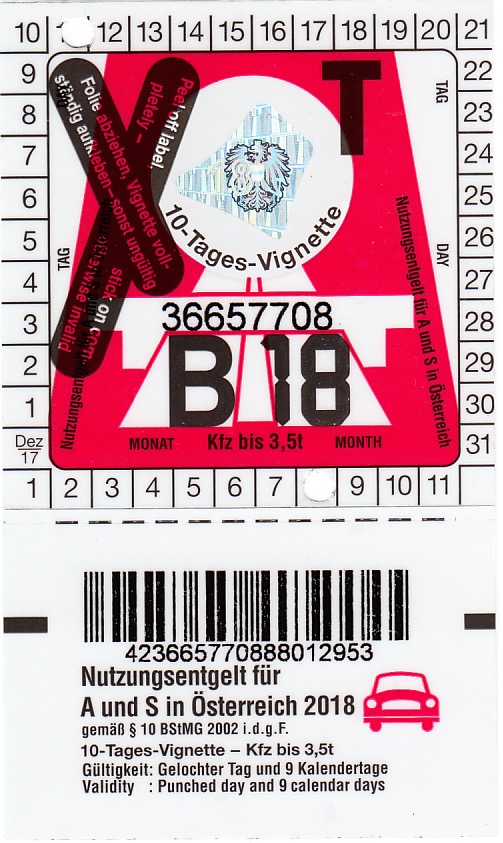 10 12 13 14 15 16 17 18 19 20 21
9 22
8 23
7 24
6 25
5 26
4 27
3 28
2 29
1 30
Dez
17
31
1 2 3 4 5 6 7 9 10 11
T
TAG
Peel off label,
pletely –
Folie abziehen, Vignette voll-
ständig aufkleben – sonst ungültig
stick on
otherwise invalid
10-Tages-Vignette
TAG
DAY
Nutzungsentgelt für A und S in Österreich
36657708
B 18
MONAT Kfz bis 3,5t MONTH
423665770888012953
Nutzungsentgelt für
A und S in Österreich 2018
gemäß § 10 BStMG 2002 i.d.g.F.
10-Tages-Vignette – Kfz bis 3,5t
Gültigkeit: Gelochter Tag und 9 Kalendertage
Validity : Punched day and 9 calendar days